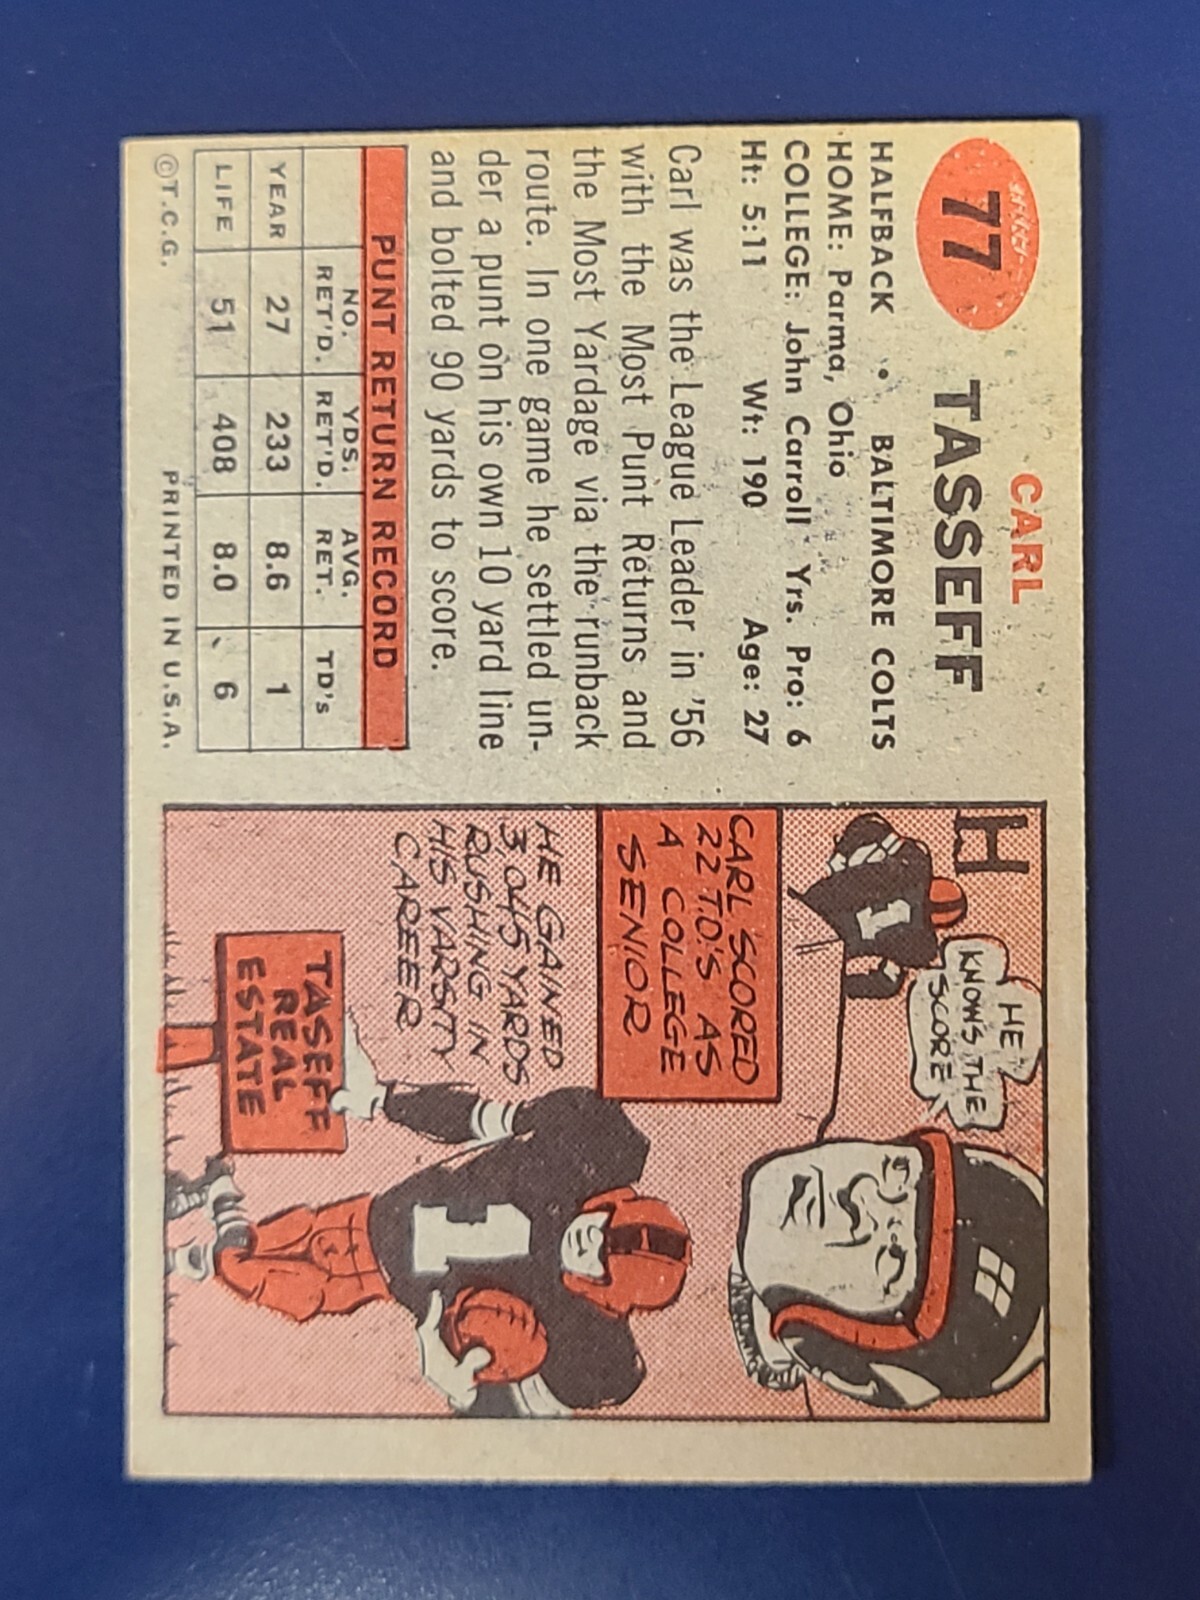 77
CARL
TASSEFF
HALFBACK • BALTIMORE COLTS
HOME: Parma, Ohio
COLLEGE: John Carroll Yrs. Pro: 6
Ht: 5:11 Wt: 190 Age: 27
Carl was the League Leader in '56
with the Most Punt Returns and
the Most Yardage via the runback
route. In one game he settled un-
der a punt on his own 10 yard line
and bolted 90 yards to score.
PUNT RETURN RECORD
NO. RET'D. YDS. RET'D. AVG. RET. TD's
YEAR 27 233 8.6 1
LIFE 51 408 8.0 6
©T.C.G. PRINTED IN U.S.A.
HE
KNOWS THE
SCORE
1
CARL SCORED
22 T.D.'S AS
A COLLEGE
SENIOR
HE GAINED
3,045 YARDS
RUSHING IN
HIS VARSITY
CAREER
1
TASEFF
REAL
ESTATE